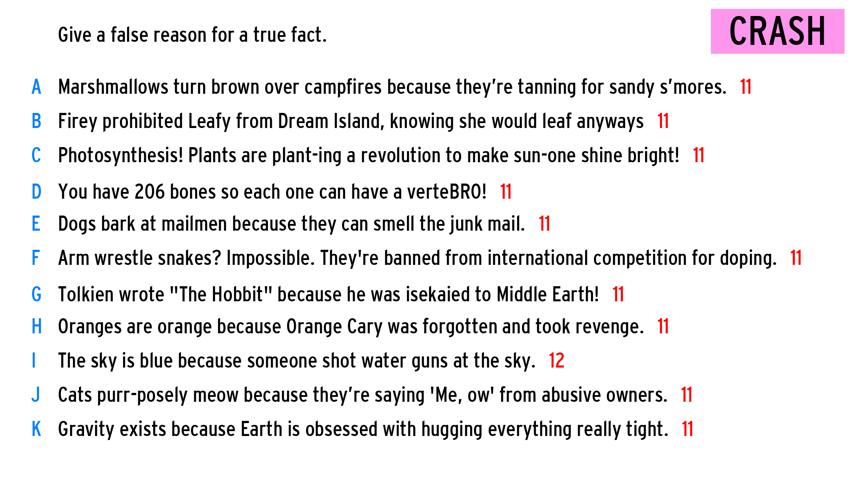 Give a false reason for a true fact.
CRASH
A Marshmallows turn brown over campfires because they're tanning for sandy s'mores. 11
B Firey prohibited Leafy from Dream Island, knowing she would leaf anyways 11
C Photosynthesis! Plants are plant-ing a revolution to make sun-one shine bright! 11
D You have 206 bones so each one can have a verteBRO! 11
E Dogs bark at mailmen because they can smell the junk mail. 11
F Arm wrestle snakes? Impossible. They're banned from international competition for doping. 11
G Tolkien wrote "The Hobbit" because he was isekaied to Middle Earth! 11
H Oranges are orange because Orange Cary was forgotten and took revenge. 11
I The sky is blue because someone shot water guns at the sky. 12
J Cats purr-posely meow because they're saying 'Me, ow' from abusive owners. 11
K Gravity exists because Earth is obsessed with hugging everything really tight. 11